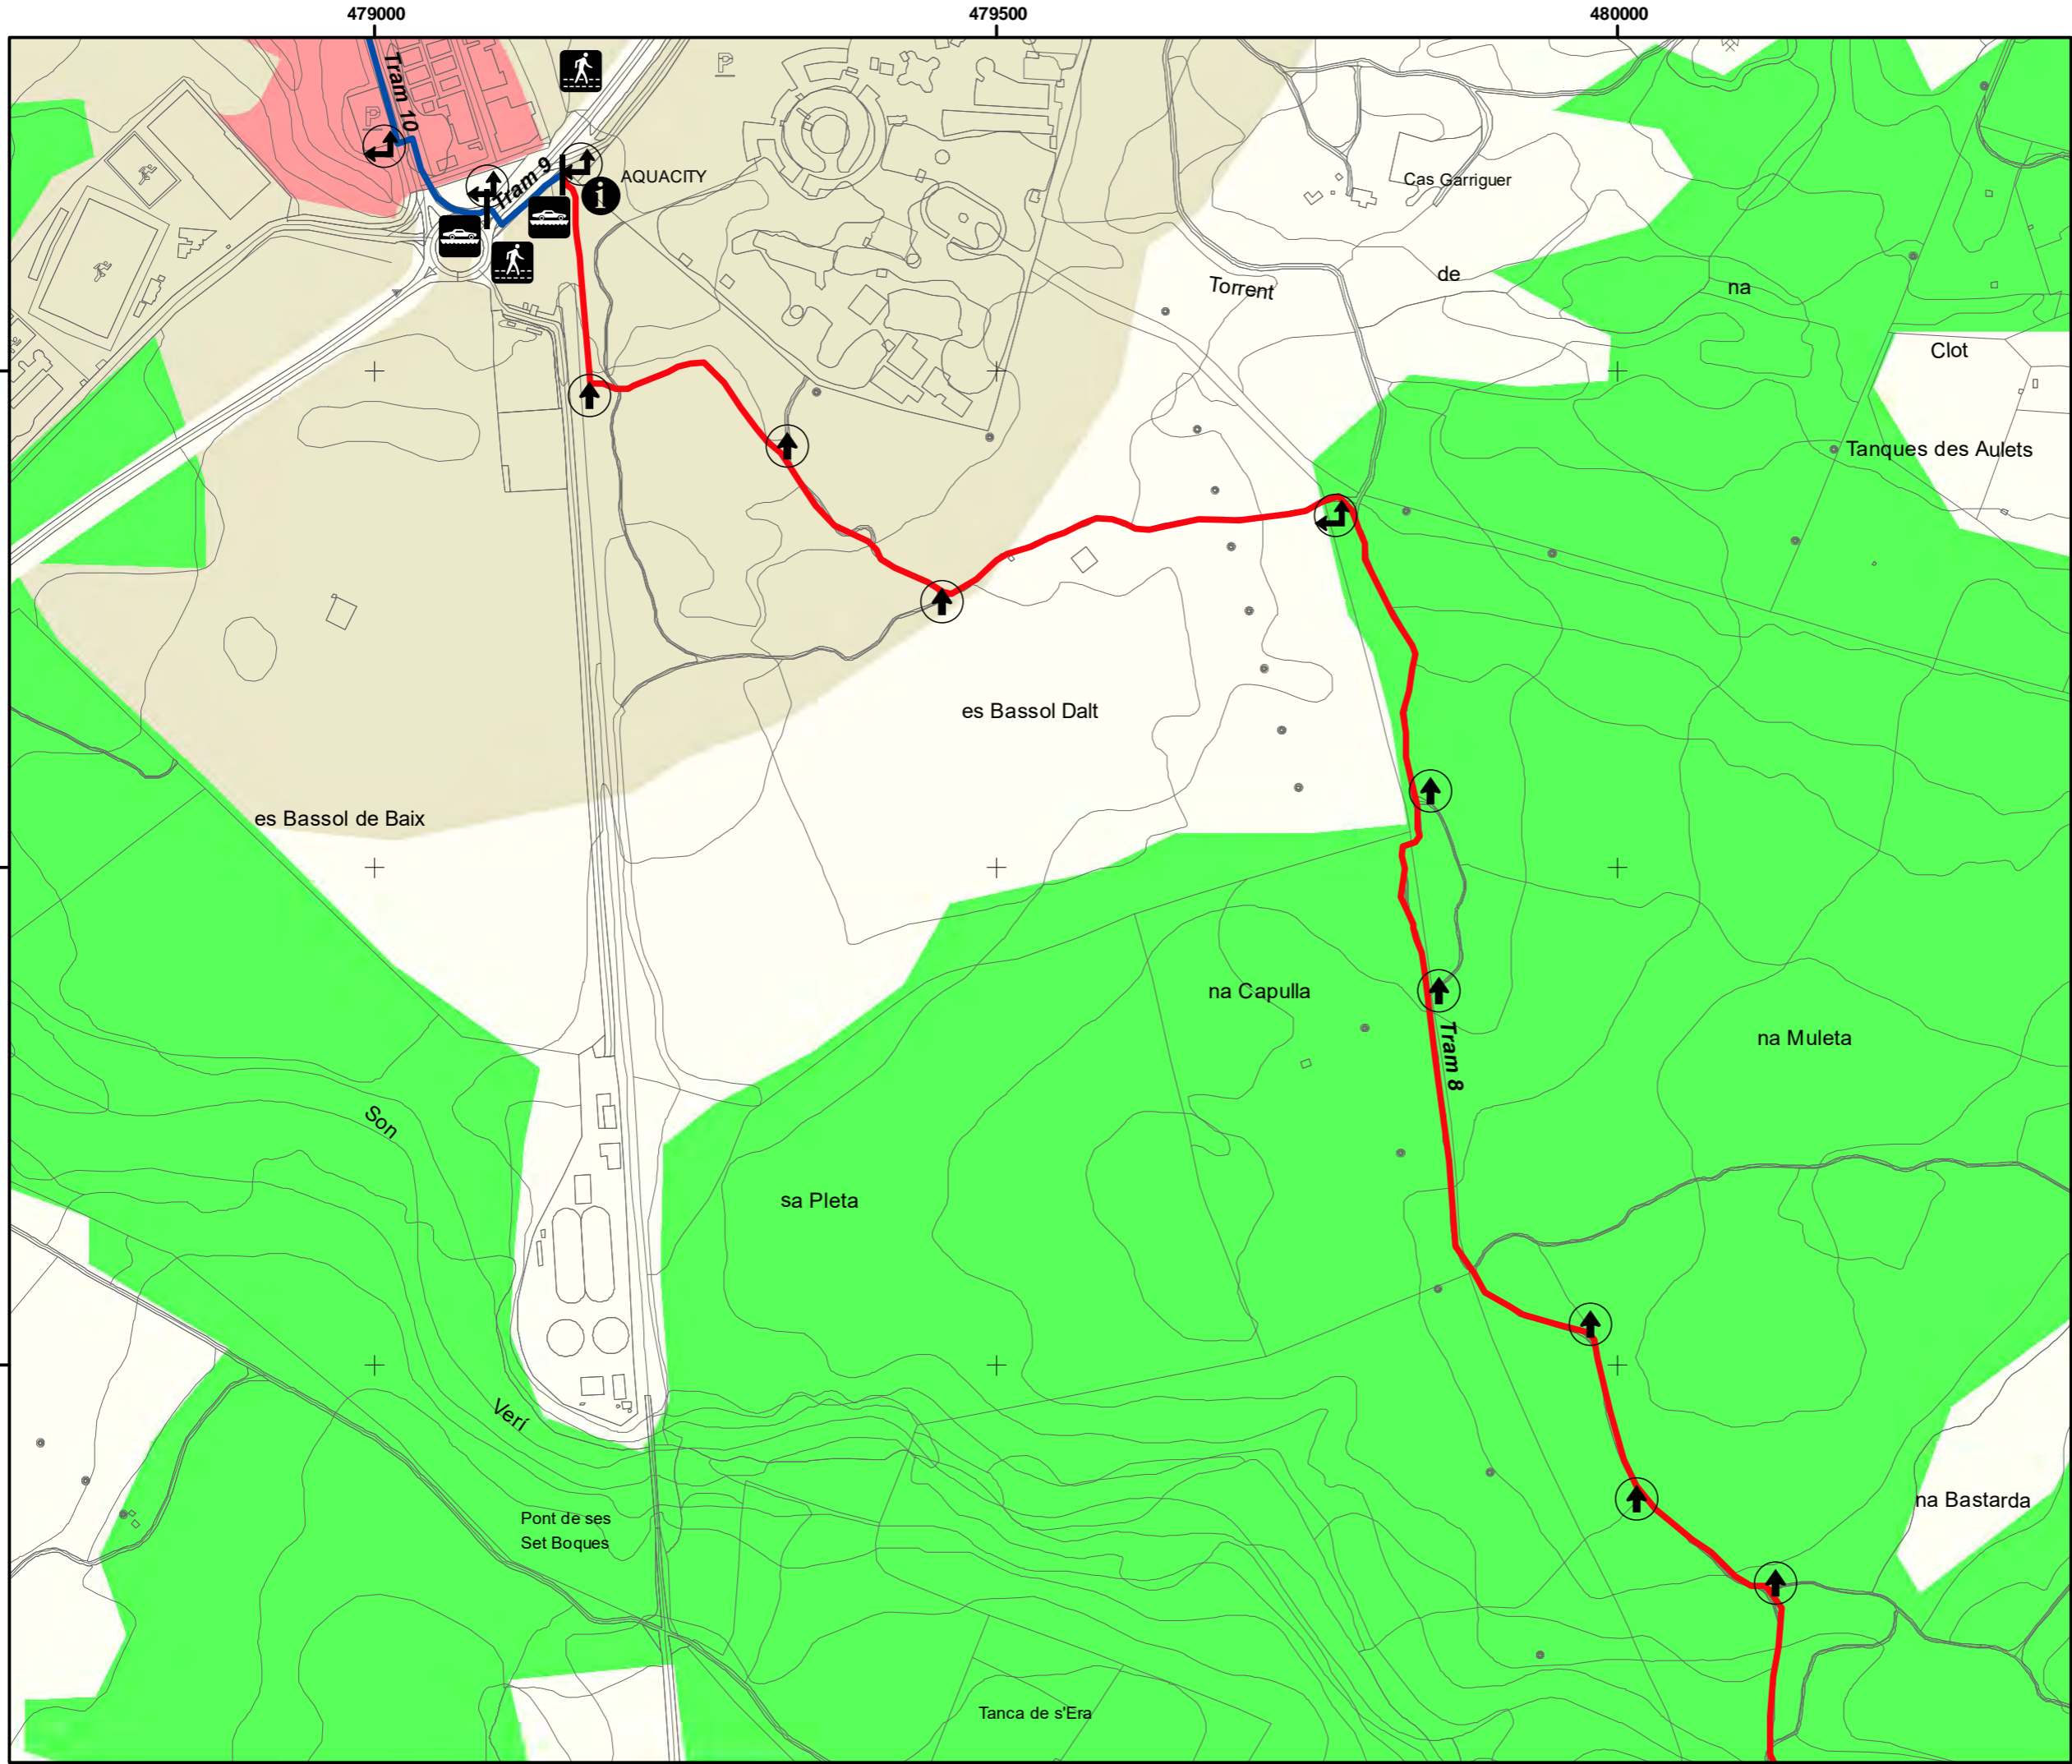 479000
479500
480000
Tram 10
P
P
Tram 9
i
AQUACITY
Cas Garriguer
Torrent
de
na
Clot
Tanques des Aulets
es Bassol Dalt
es Bassol de Baix
na Capulla
na Muleta
Tram 8
Son
sa Pleta
Verí
na Bastarda
Pont de ses
Set Boques
Tanca de s'Era